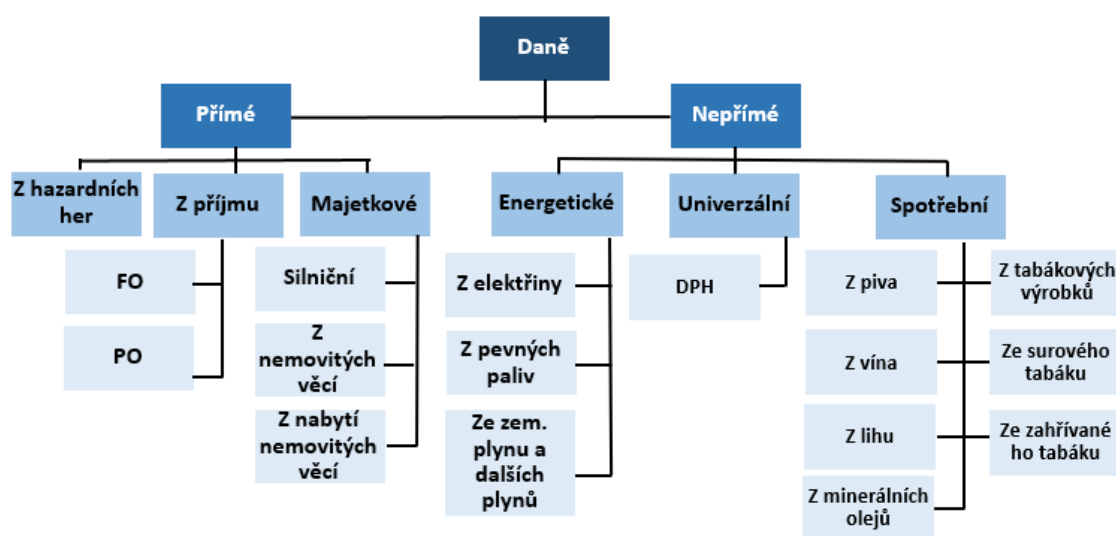 Daně
Přímé
Nepřímé
Z hazardních
her
Z příjmu
Majetkové
Energetické
Univerzální
Spotřební
FO
PO
Silniční
Z
nemovitých
věcí
Z nabytí
nemovitých
věcí
Z elektřiny
Z pevných
paliv
Ze zem.
plynu a
dalších
plynů
DPH
Z piva
Z vína
Z lihu
Z minerálních
olejů
Z tabákových
výrobků
Ze surového
tabáku
Ze zahřívané
ho tabáku